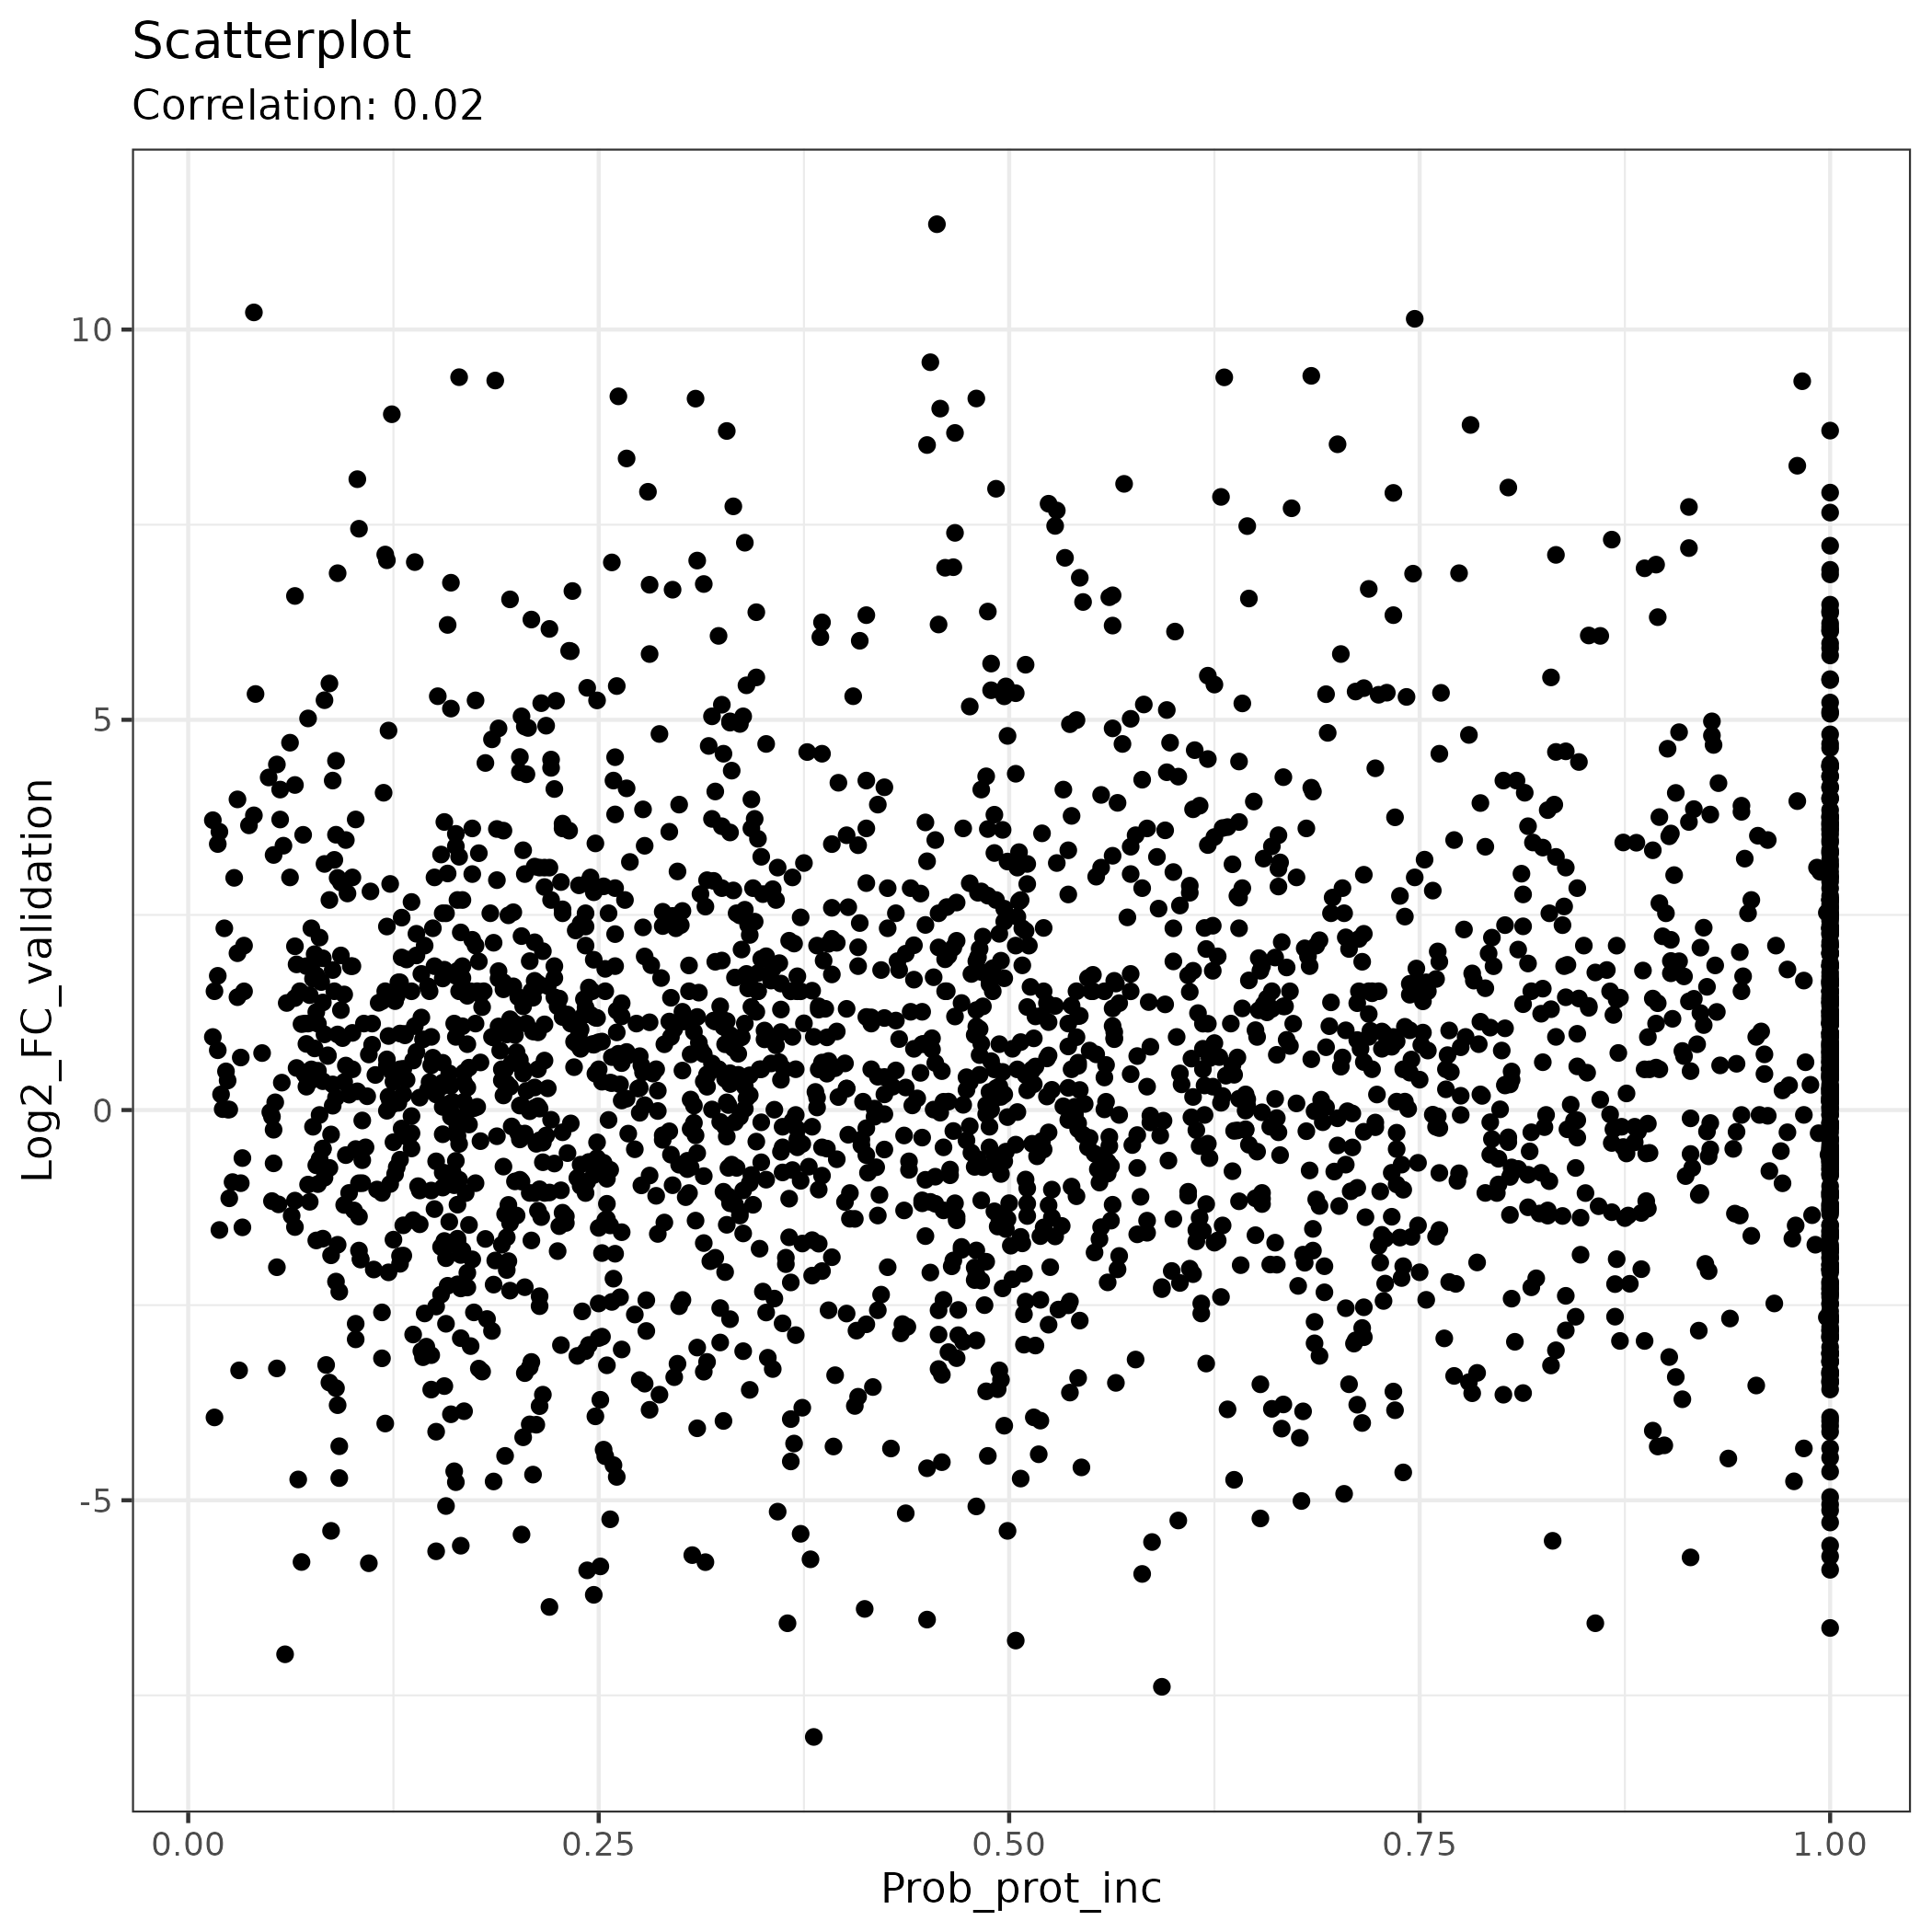 Scatterplot
Correlation: 0.02
10
5
0
-5
Log2_FC_validation
0.00 0.25 0.50 0.75 1.00
Prob_prot_inc